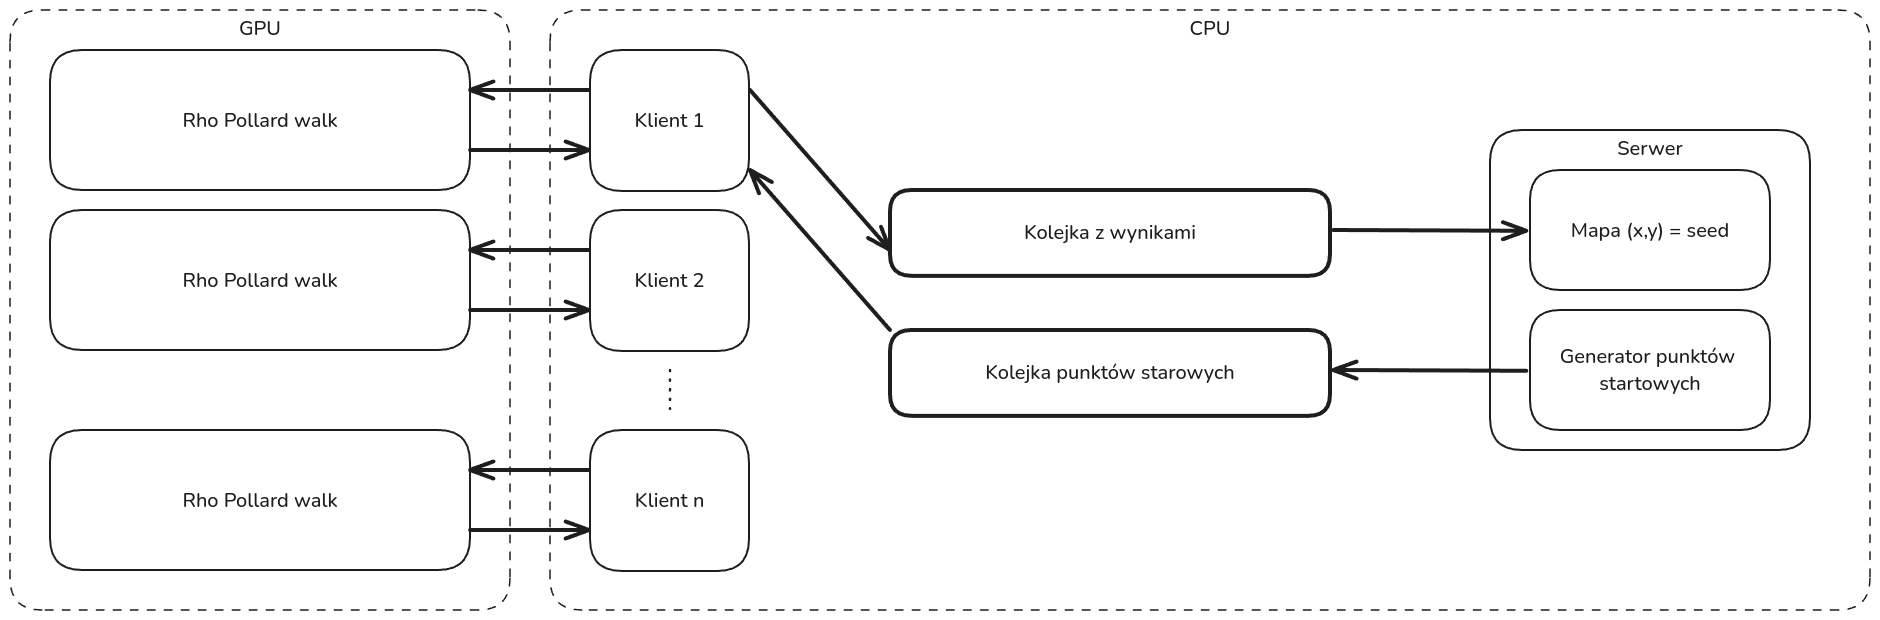 GPU
CPU
Rho Pollard walk
Klient 1
Serwer
Kolejka z wynikami
Mapa (x,y) = seed
Rho Pollard walk
Klient 2
Kolejka punktów starowych
Generator punktów
startowych
Rho Pollard walk
Klient n